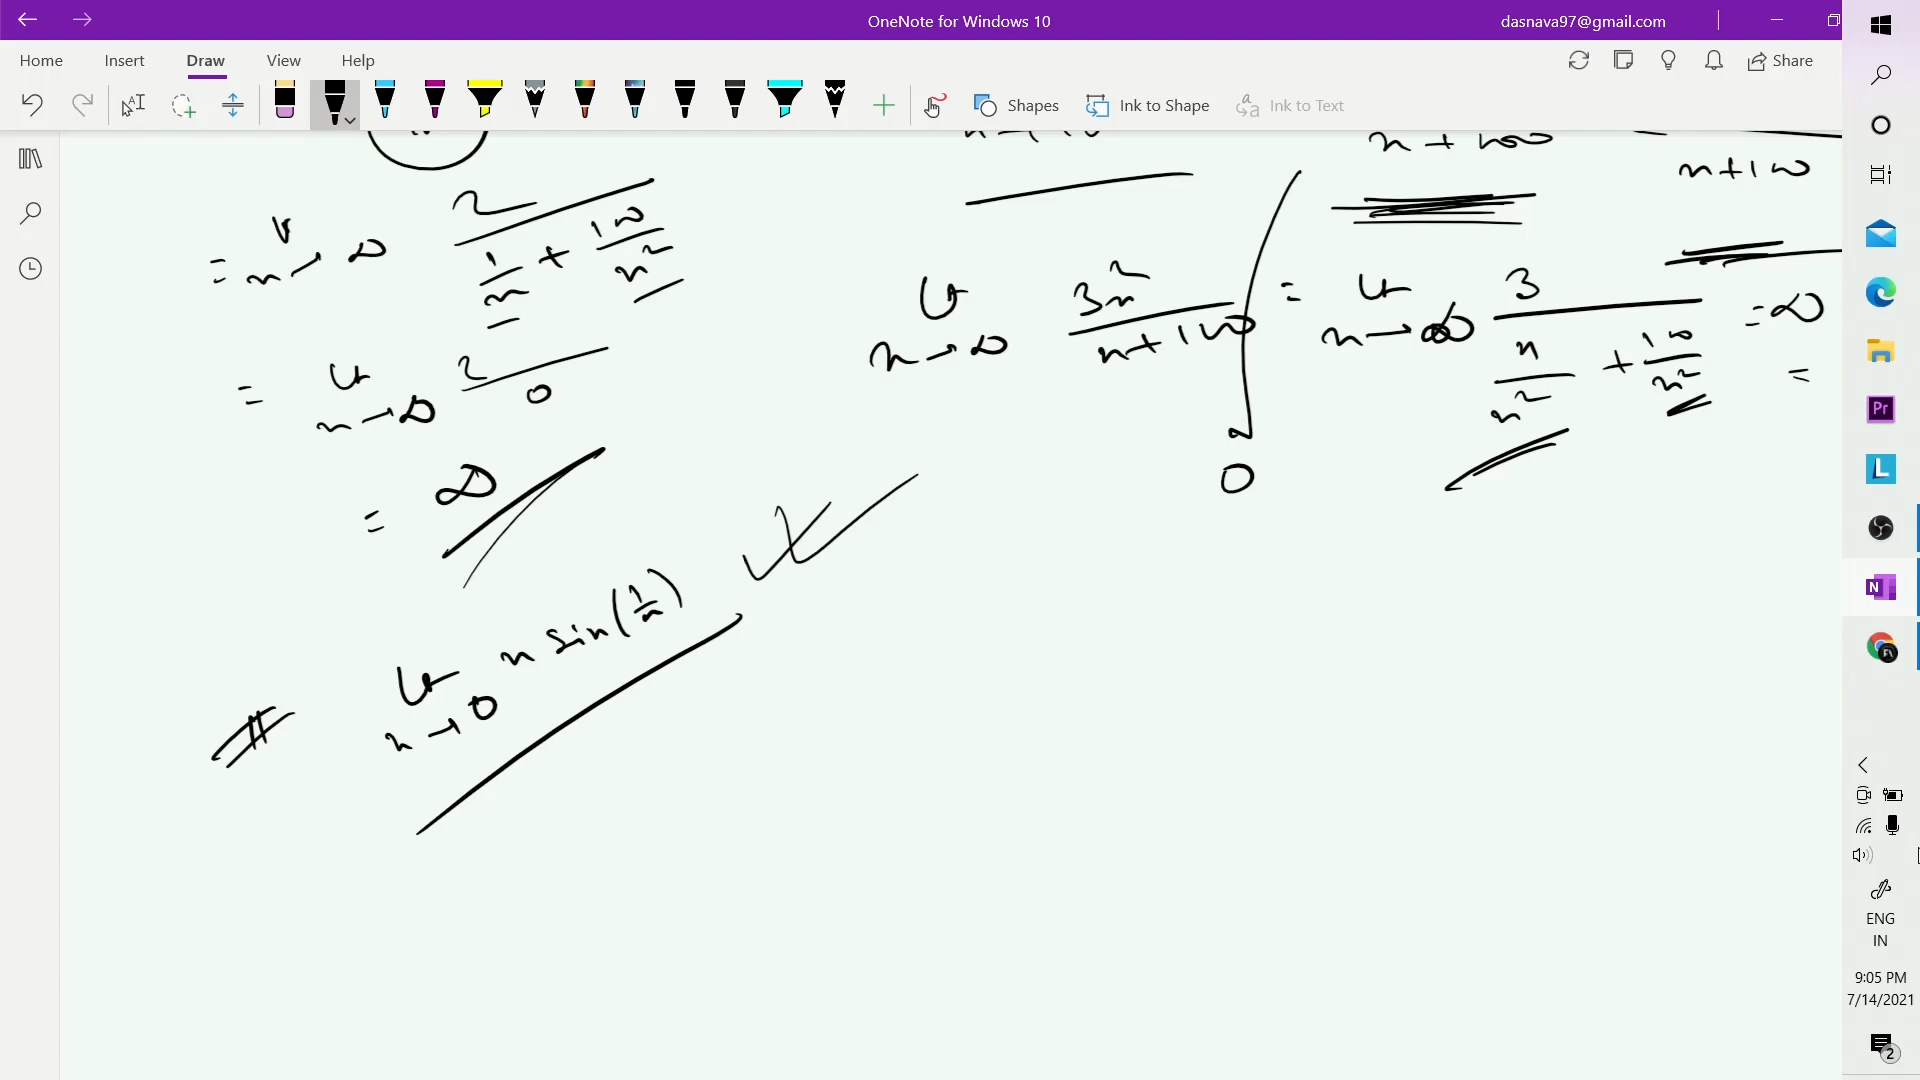 OneNote for Windows 10
dasnava97@gmail.com
Home Insert Draw View Help
Share
Shapes Ink to Shape Ink to Text
n + 100
n+100
= n → ∞ 2 / (1/n + 100/n²)
= Lt n → ∞ 2/0
= ∞
Lt n → ∞ 3n² / n+100 = Lt n → ∞ 3 / (n/n² + 100/n²) = ∞
=
0
# Lt n → 0 n sin(1/n)
Pr
L
N
ENG
IN
9:05 PM
7/14/2021
2